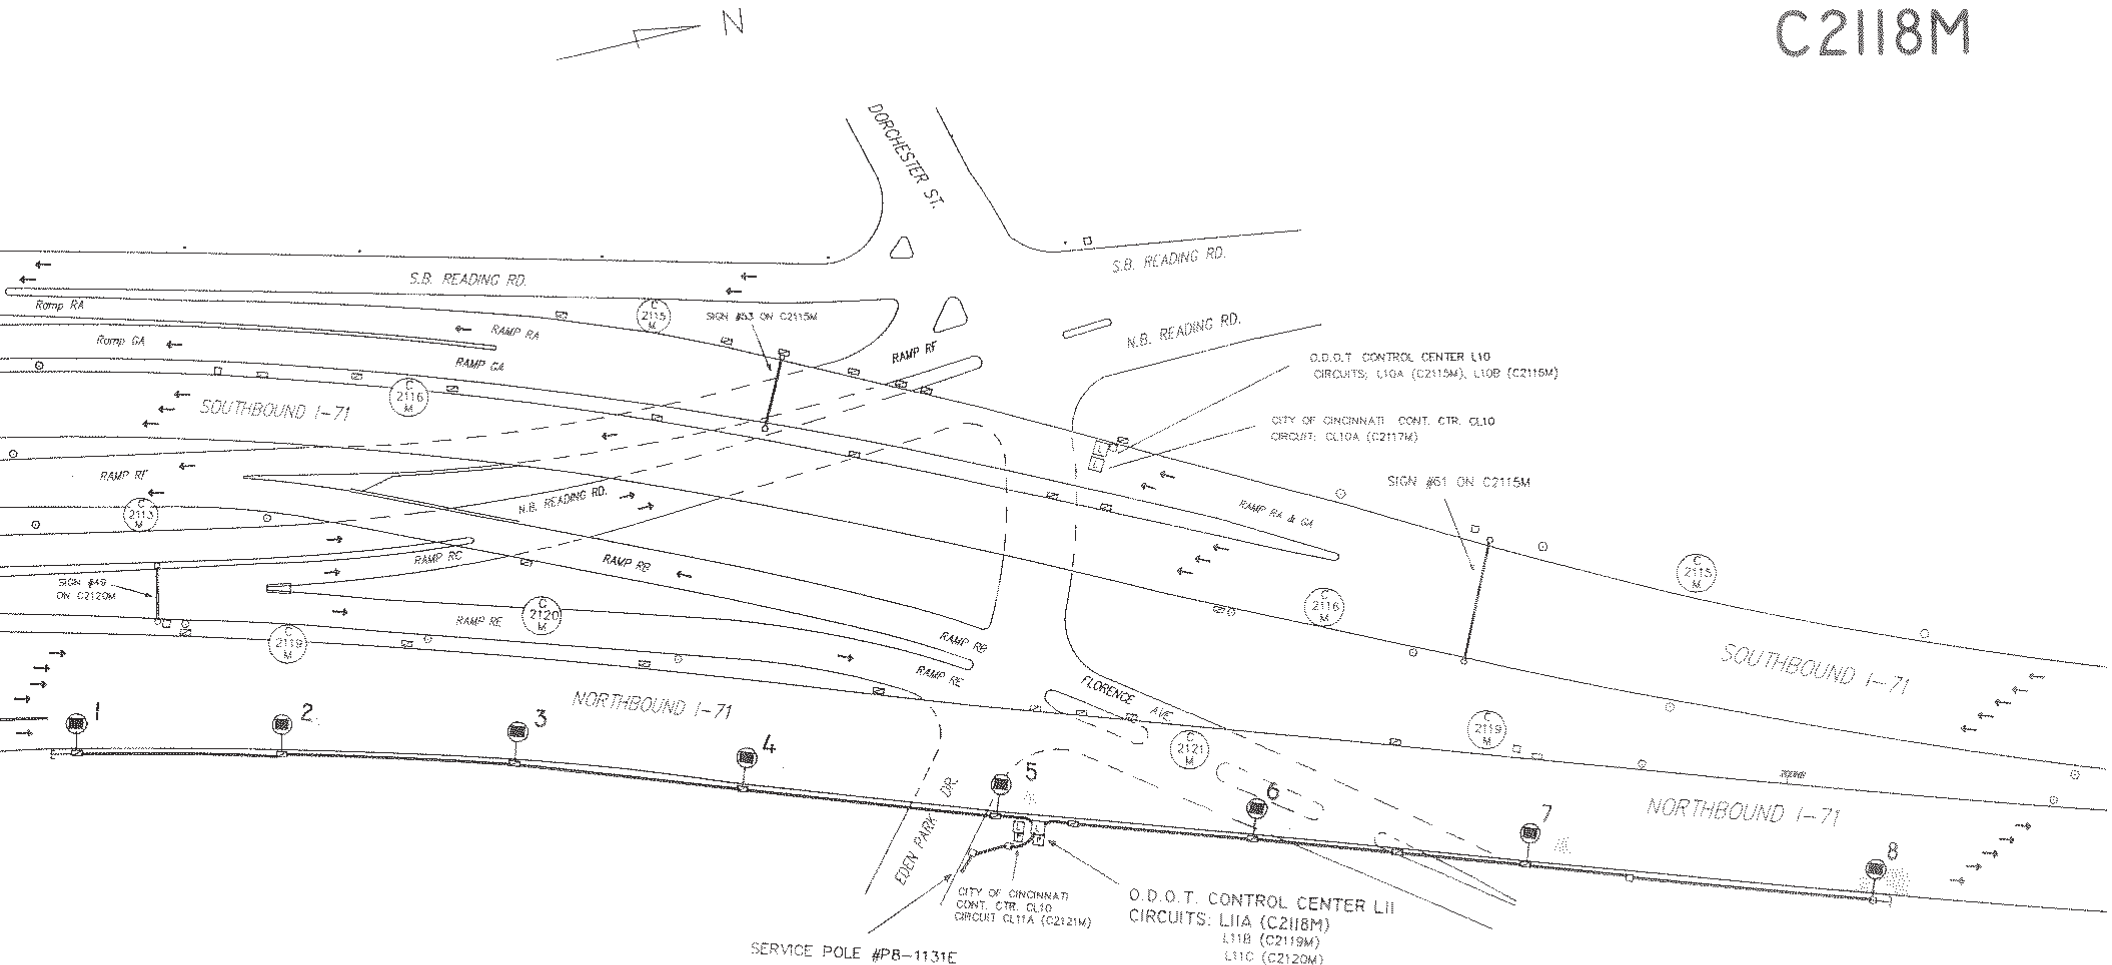 C2118M
N
DORCHESTER ST.
S.B. READING RD.
S.B. READING RD.
Ramp RA
C
2115
M
SIGN #53 ON C2115M
RAMP RA
N.B. READING RD.
Ramp GA
RAMP GA
RAMP RF
O.D.O.T. CONTROL CENTER L10
CIRCUITS; L10A (C2115M), L10B (C2116M)
C
2116
M
SOUTHBOUND I-71
CITY OF CINCINNATI CONT. CTR. CL10
CIRCUIT: CL10A (C2117M)
L
L
RAMP RF
SIGN #61 ON C2115M
N.B. READING RD.
C
2113
M
RAMP RA & GA
RAMP RC
RAMP RB
SIGN #49
ON C2120M
C
2115
M
C
2120
M
C
2116
M
RAMP RE
C
2119
M
RAMP RB
RAMP RE
SOUTHBOUND I-71
FLORENCE AVE.
NORTHBOUND I-71
1
2
3
4
5
6
7
8
C
2119
M
C
2121
M
NORTHBOUND I-71
EDEN PARK DR
L
P
L
P
CITY OF CINCINNATI
CONT. CTR. CL10
CIRCUIT CL11A (C2121M)
O.D.O.T. CONTROL CENTER L11
CIRCUITS: L11A (C2118M)
L11B (C2119M)
L11C (C2120M)
SERVICE POLE #P8-1131E